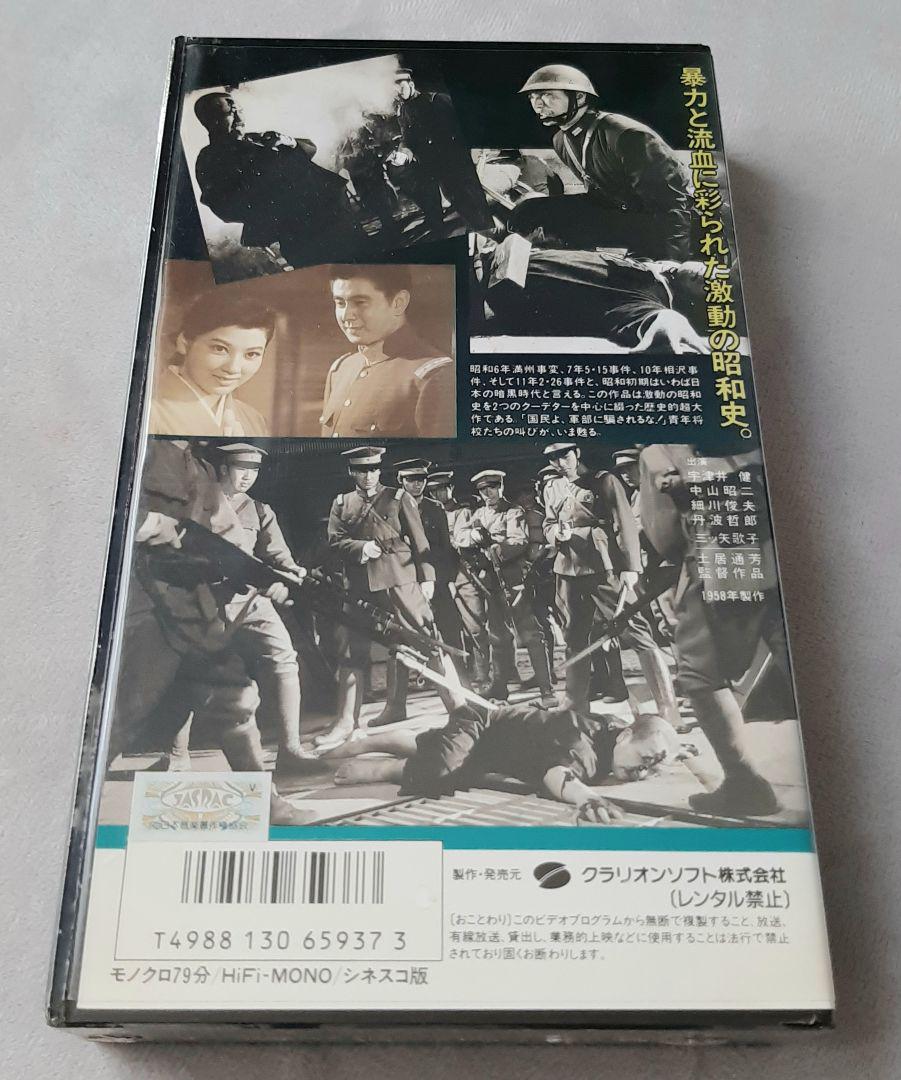 暴力と流血に彩られた激動の昭和史。
昭和6年満州事変、7年5・15事件、10年相沢事
件、そして11年2・26事件と、昭和初期はいわば日
本の暗黒時代と言える。この作品は激動の昭和
史を2つのクーデターを中心に綴った歴史的超大
作である。「国民よ、軍部に騙されるな!」青年将
校たちの叫びが、いま甦る。
出演
宇津井 健
中山昭二
細川俊夫
丹波哲郎
三ッ矢歌子
土居通芳
監督作品
1958年製作
JASRAC
V
日本音楽著作権協会
T4988 130 65937 3
モノクロ79分/HiFi-MONO/シネスコ版
製作・発売元 クラリオンソフト株式会社
(レンタル禁止)
(おことわり)このビデオプログラムから無断で複製すること、放送、
有線放送、貸出し、業務的上映などに使用することは法行で禁止
されており固くお断わりします。